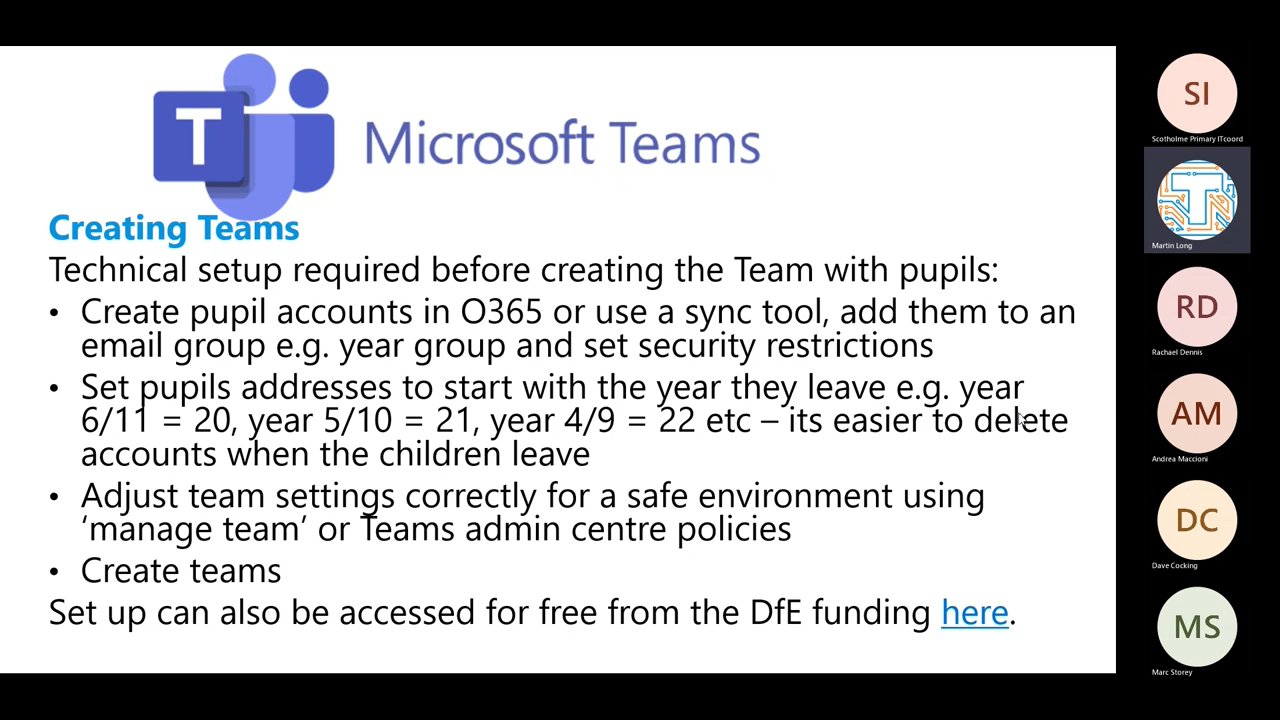 T
Microsoft Teams
Creating Teams
Technical setup required before creating the Team with pupils:
• Create pupil accounts in O365 or use a sync tool, add them to an
email group e.g. year group and set security restrictions
• Set pupils addresses to start with the year they leave e.g. year
6/11 = 20, year 5/10 = 21, year 4/9 = 22 etc – its easier to delete
accounts when the children leave
• Adjust team settings correctly for a safe environment using
‘manage team’ or Teams admin centre policies
• Create teams
Set up can also be accessed for free from the DfE funding here.
SI
Scotholme Primary ITcoord
T
Martin Long
RD
Rachael Dennis
AM
Andrea Maccioni
DC
Dave Cocking
MS
Marc Storey